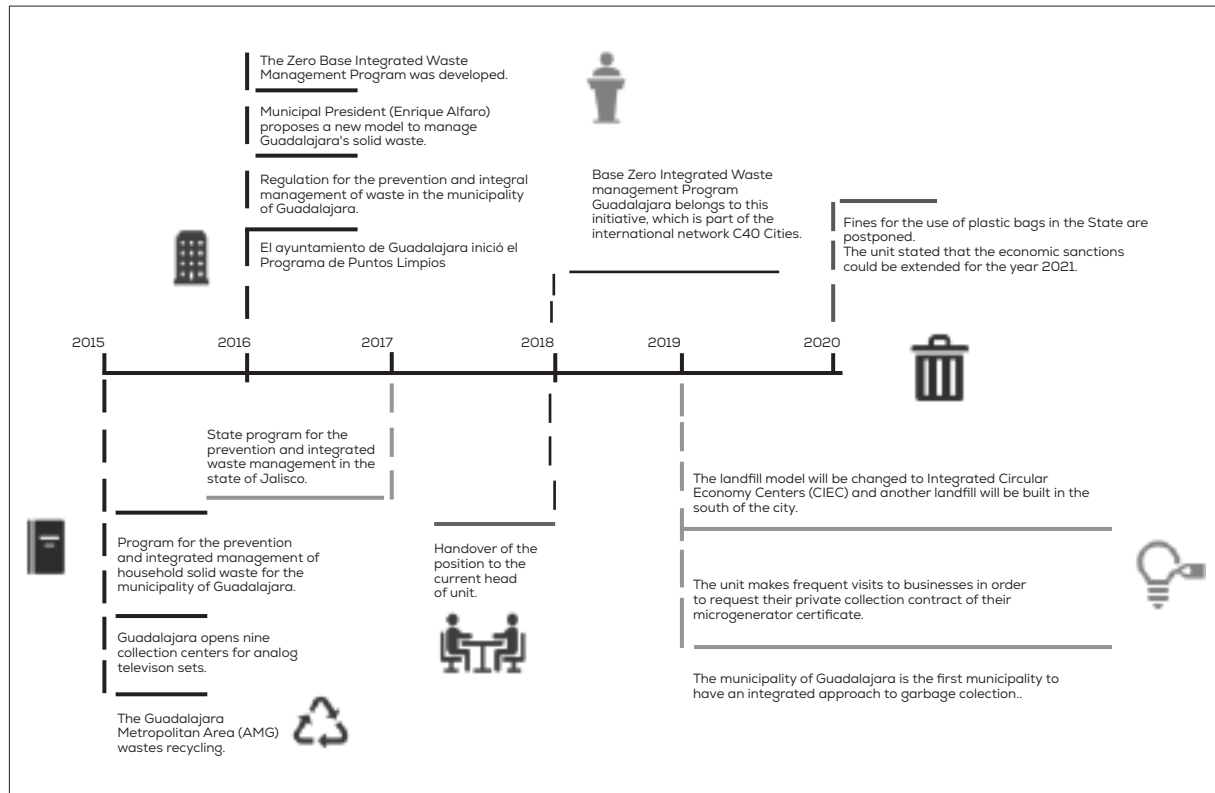 The Zero Base Integrated Waste
Management Program was developed.
Municipal President (Enrique Alfaro)
proposes a new model to manage
Guadalajara's solid waste.
Regulation for the prevention and integral
management of waste in the municipality
of Guadalajara.
El ayuntamiento de Guadalajara inició el
Programa de Puntos Limpios
Base Zero Integrated Waste
management Program
Guadalajara belongs to this
initiative, which is part of the
international network C40 Cities.
Fines for the use of plastic bags in the State are
postponed.
The unit stated that the economic sanctions
could be extended for the year 2021.
2015
2016
2017
2018
2019
2020
State program for the
prevention and integrated
waste management in the
state of Jalisco.
Program for the prevention
and integrated management of
household solid waste for the
municipality of Guadalajara.
Guadalajara opens nine
collection centers for analog
televison sets.
The Guadalajara
Metropolitan Area (AMG)
wastes recycling.
Handover of the
position to the
current head
of unit.
The landfill model will be changed to Integrated Circular
Economy Centers (CIEC) and another landfill will be built in the
south of the city.
The unit makes frequent visits to businesses in order
to request their private collection contract of their
microgenerator certificate.
The municipality of Guadalajara is the first municipality to
have an integrated approach to garbage colection..